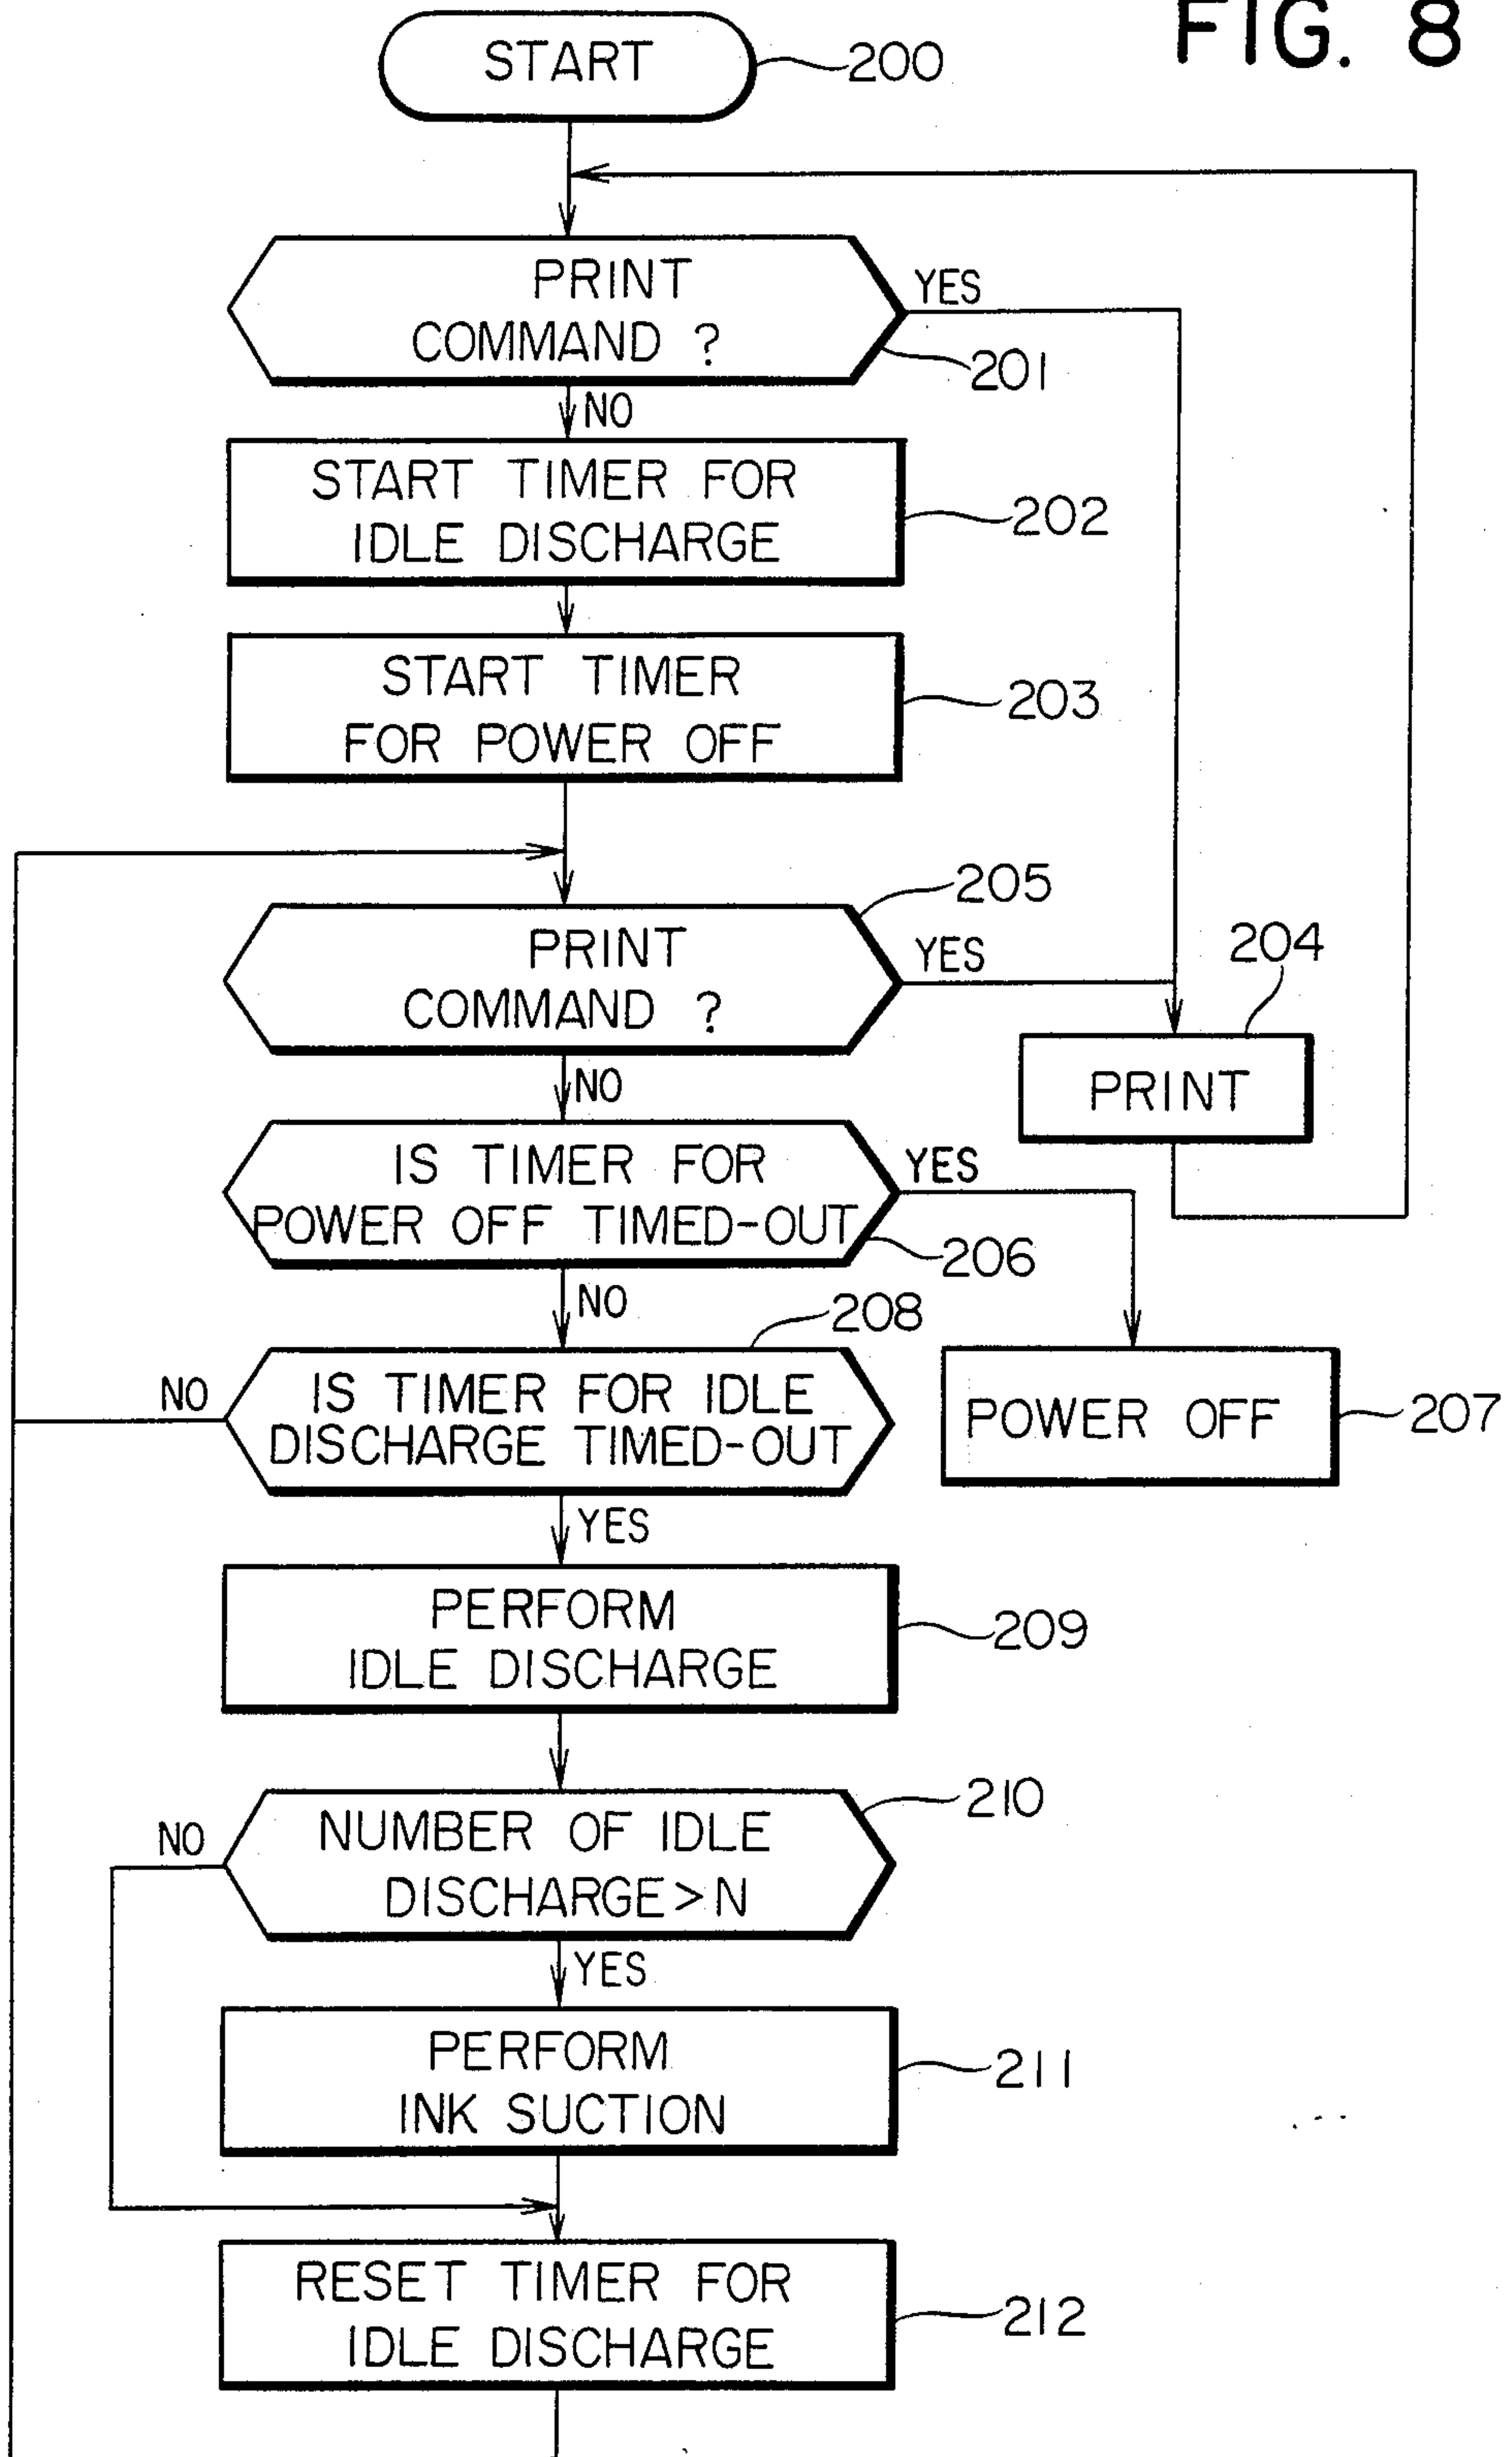 FIG. 8
START
200
PRINT
COMMAND ?
YES
201
NO
START TIMER FOR
IDLE DISCHARGE
202
START TIMER
FOR POWER OFF
203
205
PRINT
COMMAND ?
YES
204
PRINT
NO
IS TIMER FOR
POWER OFF TIMED-OUT
YES
206
NO
208
IS TIMER FOR IDLE
DISCHARGE TIMED-OUT
NO
POWER OFF
207
YES
PERFORM
IDLE DISCHARGE
209
210
NUMBER OF IDLE
DISCHARGE>N
NO
YES
PERFORM
INK SUCTION
211
RESET TIMER FOR
IDLE DISCHARGE
212